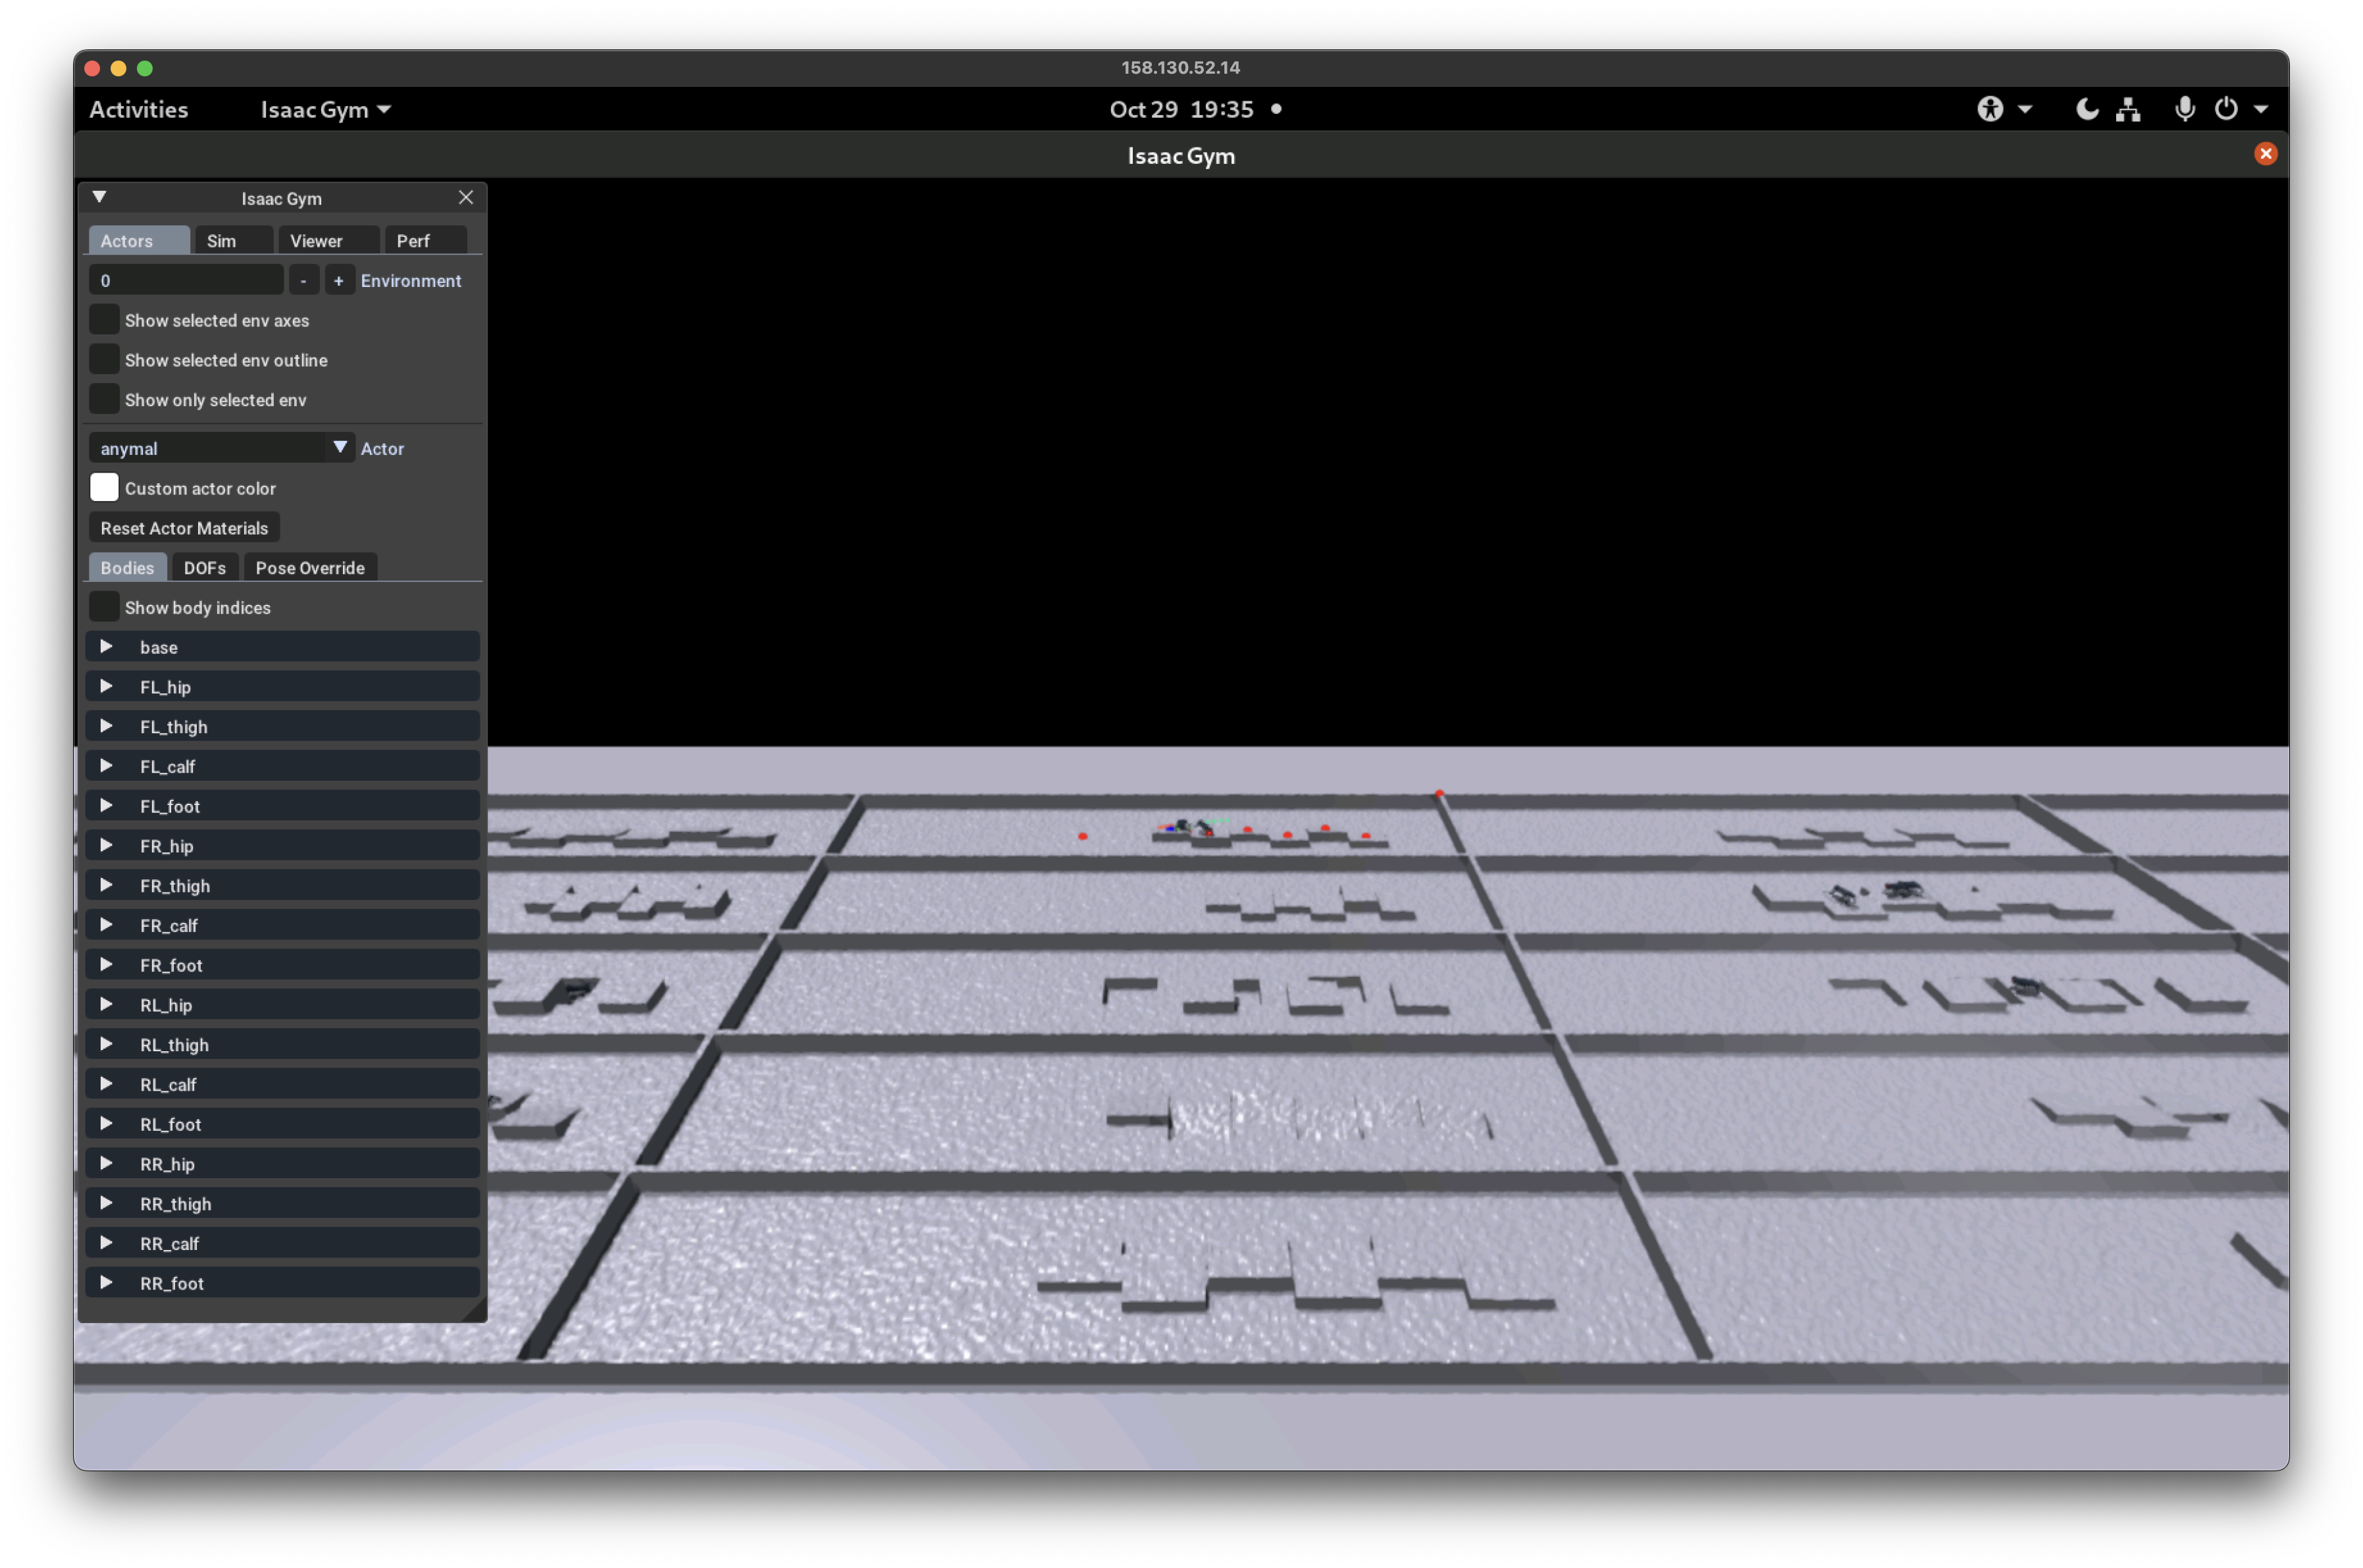 158.130.52.14
Activities Isaac Gym Oct 29 19:35
Isaac Gym
Isaac Gym
Actors Sim Viewer Perf
0 - + Environment
Show selected env axes
Show selected env outline
Show only selected env
anymal Actor
Custom actor color
Reset Actor Materials
Bodies DOFs Pose Override
Show body indices
base
FL_hip
FL_thigh
FL_calf
FL_foot
FR_hip
FR_thigh
FR_calf
FR_foot
RL_hip
RL_thigh
RL_calf
RL_foot
RR_hip
RR_thigh
RR_calf
RR_foot